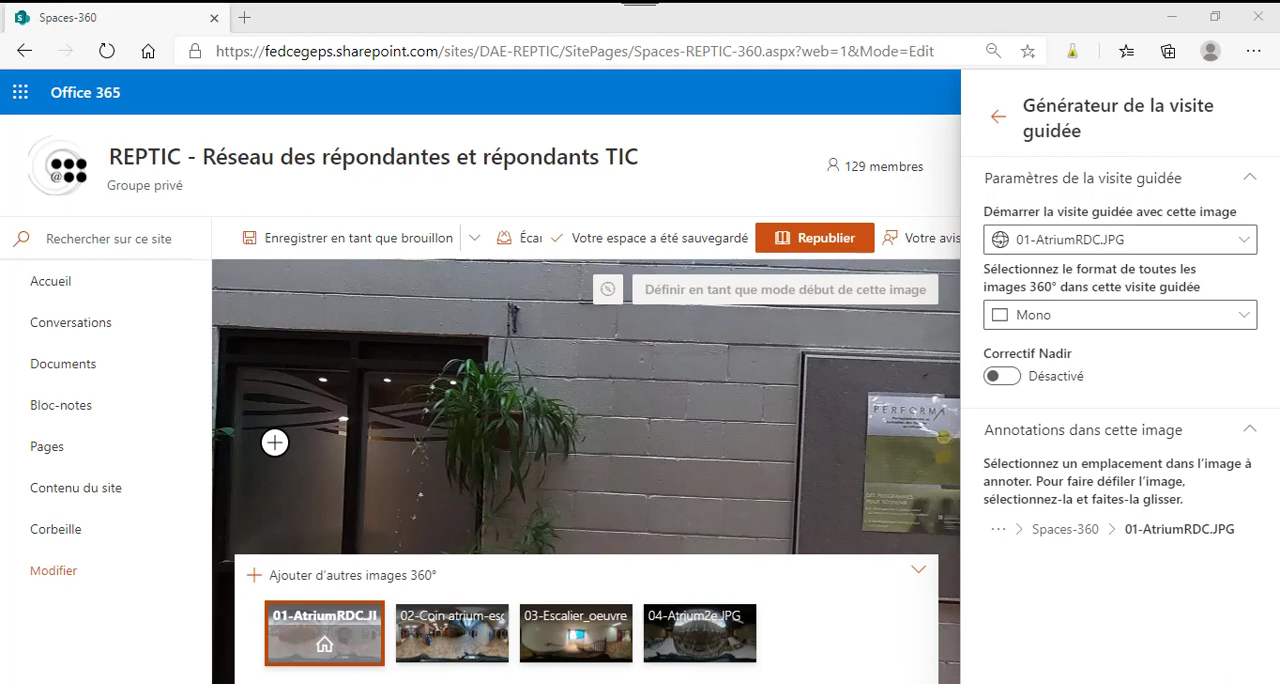 Spaces-360
https://fedcegeps.sharepoint.com/sites/DAE-REPTIC/SitePages/Spaces-REPTIC-360.aspx?web=1&Mode=Edit
Office 365
REPTIC - Réseau des répondantes et répondants TIC
Groupe privé
129 membres
Rechercher sur ce site
Enregistrer en tant que brouillon
Écar
Votre espace a été sauvegardé
Republier
Votre avis
Accueil
Conversations
Documents
Bloc-notes
Pages
Contenu du site
Corbeille
Modifier
Définir en tant que mode début de cette image
PERFORMA
Ajouter d'autres images 360°
01-AtriumRDC.JI
02-Coin atrium-esc
03-Escalier_oeuvre
04-Atrium2e.JPG
Générateur de la visite
guidée
Paramètres de la visite guidée
Démarrer la visite guidée avec cette image
01-AtriumRDC.JPG
Sélectionnez le format de toutes les
images 360° dans cette visite guidée
Mono
Correctif Nadir
Désactivé
Annotations dans cette image
Sélectionnez un emplacement dans l'image à
annoter. Pour faire défiler l'image,
sélectionnez-la et faites-la glisser.
··· > Spaces-360 > 01-AtriumRDC.JPG